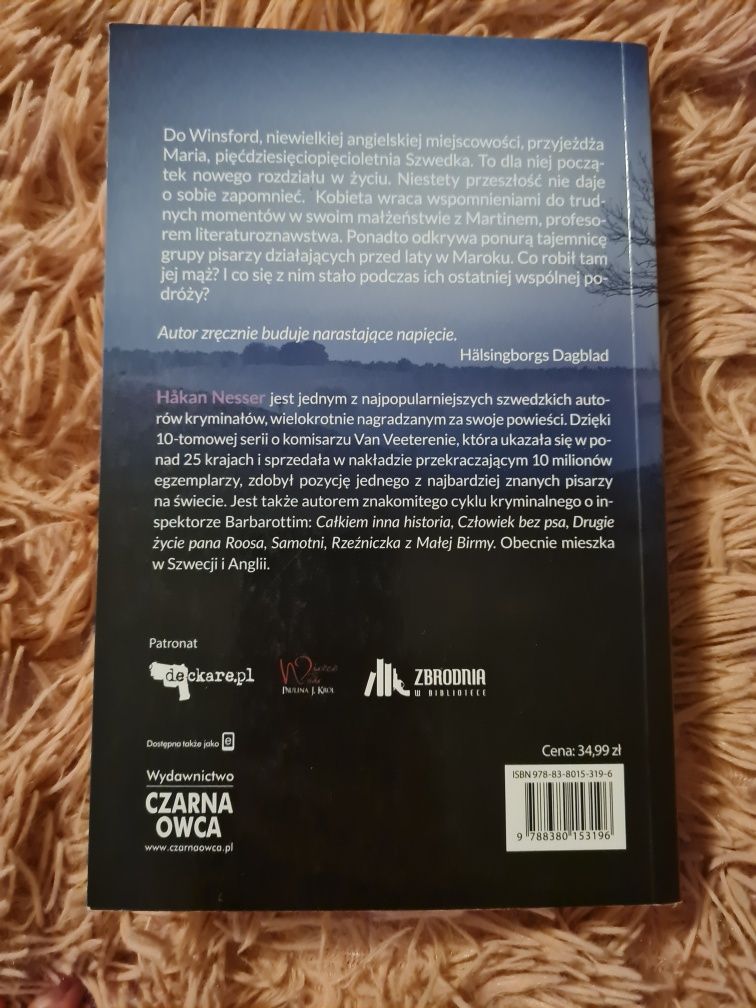 Do Winsford, niewielkiej angielskiej miejscowości, przyjeżdża
Maria, pięćdziesięciopięcioletnia Szwedka. To dla niej począ-
tek nowego rozdziału w życiu. Niestety przeszłość nie daje
o sobie zapomnieć. Kobieta wraca wspomnieniami do trud-
nych momentów w swoim małżeństwie z Martinem, profeso-
rem literaturoznawstwa. Ponadto odkrywa ponurą tajemnicę
grupy pisarzy działających przed laty w Maroku. Co robił tam
jej mąż? I co się z nim stało podczas ich ostatniej wspólnej po-
dróży?
Autor zręcznie buduje narastające napięcie.
Hälsingborgs Dagblad
Håkan Nesser jest jednym z najpopularniejszych szwedzkich auto-
rów kryminałów, wielokrotnie nagradzanym za swoje powieści. Dzięki
10-tomowej serii o komisarzu Van Veeterenie, która ukazała się w po-
nad 25 krajach i sprzedała w nakładzie przekraczającym 10 milionów
egzemplarzy, zdobył pozycję jednego z najbardziej znanych pisarzy
na świecie. Jest także autorem znakomitego cyklu kryminalnego o in-
spektorze Barbarottim: Całkiem inna historia, Człowiek bez psa, Drugie
życie pana Roosa, Samotni, Rzeźniczka z Małej Birmy. Obecnie mieszka
w Szwecji i Anglii.
Patronat
deckare.pl
PAULINA J. KRÓL
ZBRODNIA
W BIBLIOTECE
Dostępna także jako e
Cena: 34,99 zł
Wydawnictwo
CZARNA
OWCA
www.czarnaowca.pl
ISBN 978-83-8015-319-6
9 788380 153196